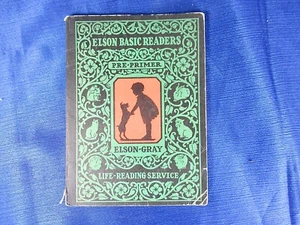 ELSON BASIC READERS
PRE-PRIMER
ELSON-GRAY
LIFE-READING SERVICE